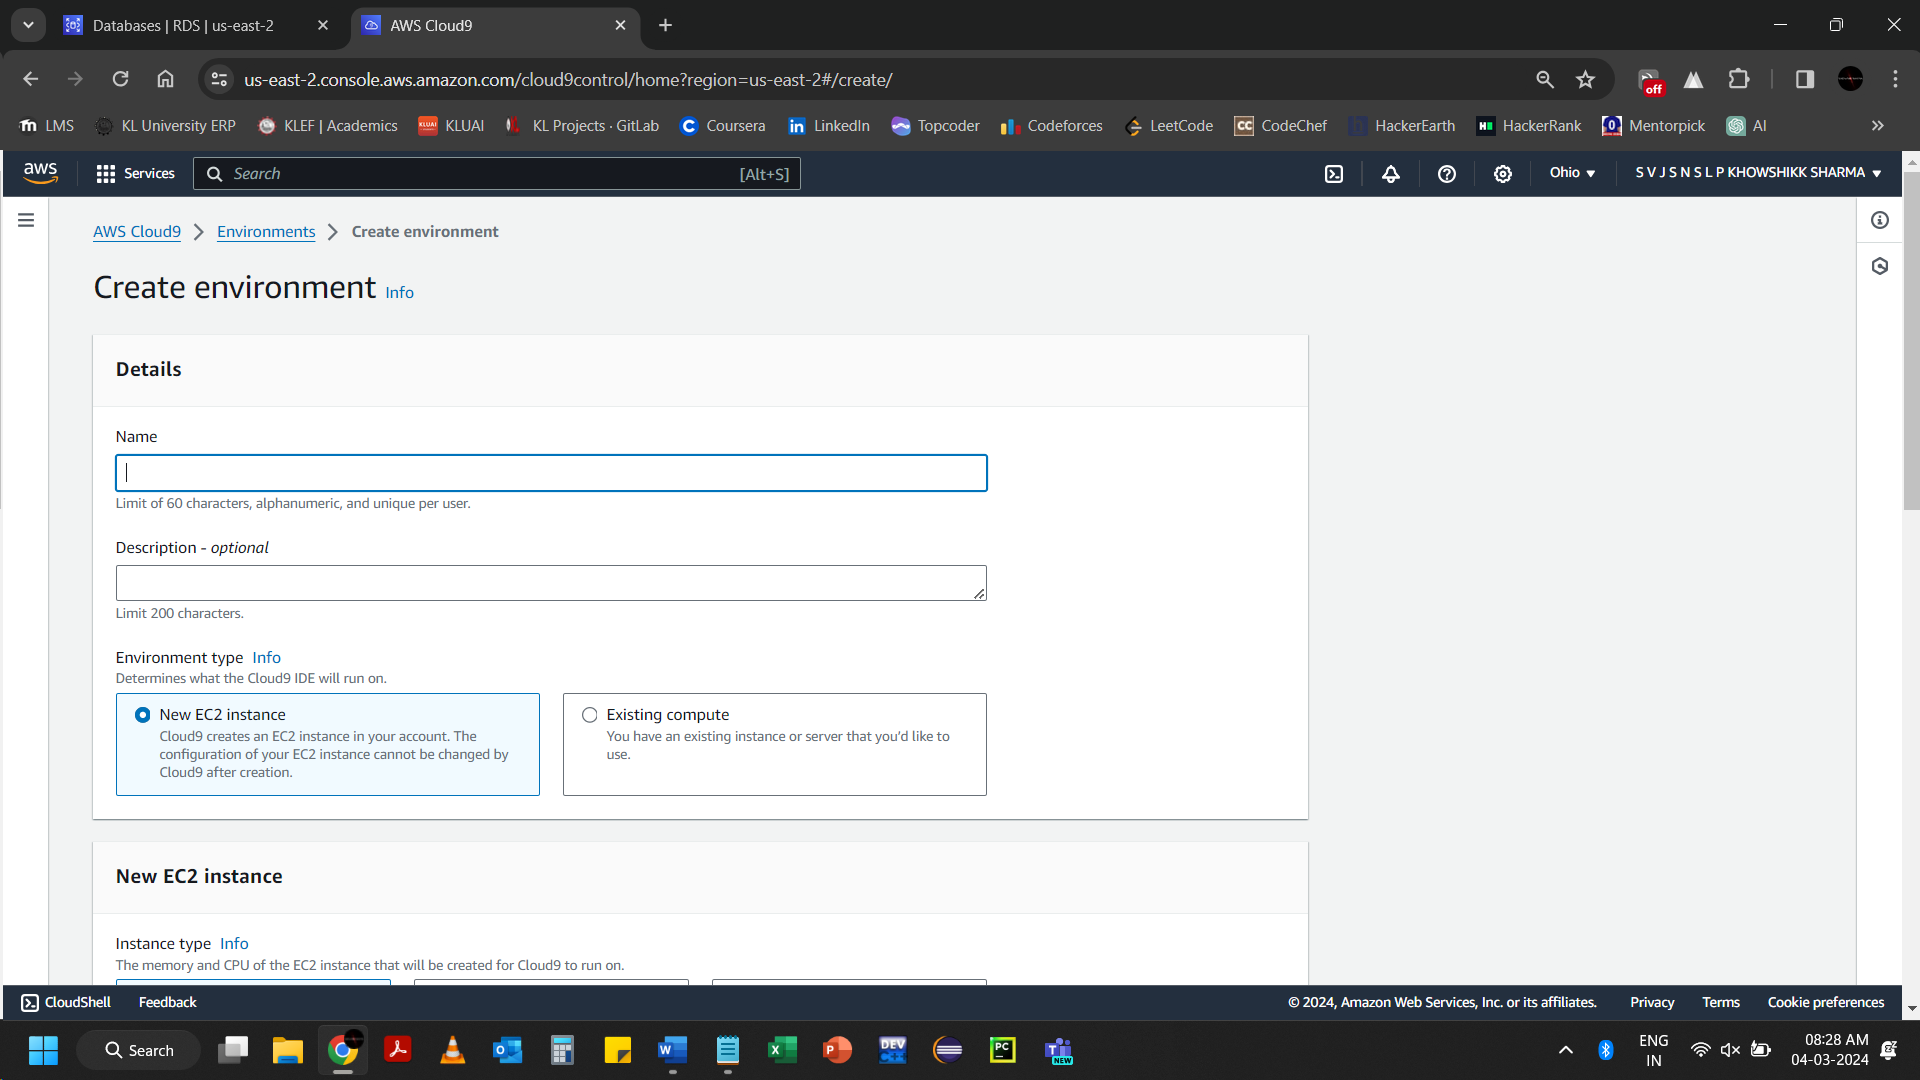 Databases | RDS | us-east-2
AWS Cloud9
us-east-2.console.aws.amazon.com/cloud9control/home?region=us-east-2#/create/
off
LMS
KL University ERP
KLEF | Academics
KLUAI
KL Projects · GitLab
Coursera
LinkedIn
Topcoder
Codeforces
LeetCode
CodeChef
HackerEarth
HackerRank
Mentorpick
AI
aws
Services
Search
[Alt+S]
Ohio
S V J S N S L P KHOWSHIKK SHARMA
AWS Cloud9
Environments
Create environment
Create environment Info
Details
Name
Limit of 60 characters, alphanumeric, and unique per user.
Description - optional
Limit 200 characters.
Environment type Info
Determines what the Cloud9 IDE will run on.
New EC2 instance
Cloud9 creates an EC2 instance in your account. The
configuration of your EC2 instance cannot be changed by
Cloud9 after creation.
Existing compute
You have an existing instance or server that you'd like to
use.
New EC2 instance
Instance type Info
The memory and CPU of the EC2 instance that will be created for Cloud9 to run on.
CloudShell
Feedback
© 2024, Amazon Web Services, Inc. or its affiliates.
Privacy
Terms
Cookie preferences
Search
DEV
PC
NEW
ENG
IN
08:28 AM
04-03-2024